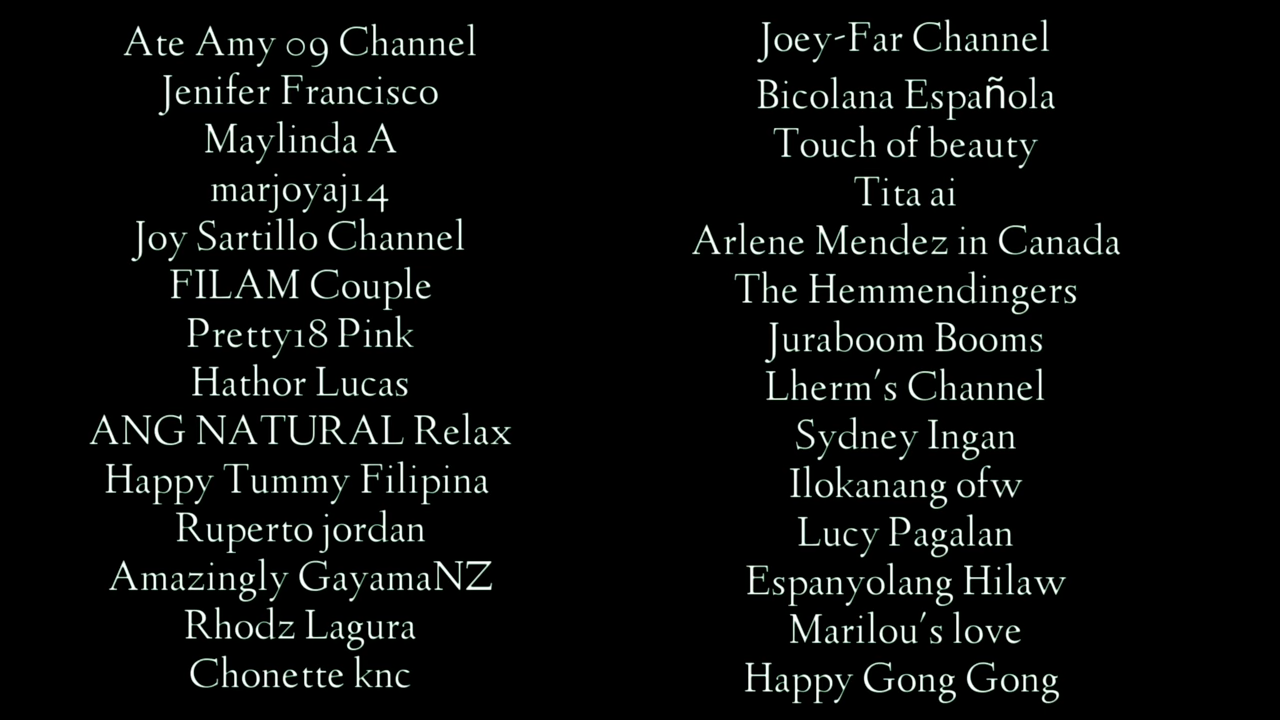 Ate Amy 09 Channel
Jenifer Francisco
Maylinda A
marjoyaj14
Joy Sartillo Channel
FILAM Couple
Pretty18 Pink
Hathor Lucas
ANG NATURAL Relax
Happy Tummy Filipina
Ruperto jordan
Amazingly GayamaNZ
Rhodz Lagura
Chonette knc
Joey-Far Channel
Bicolana Española
Touch of beauty
Tita ai
Arlene Mendez in Canada
The Hemmendingers
Juraboom Booms
Lherm's Channel
Sydney Ingan
Ilokanang ofw
Lucy Pagalan
Espanyolang Hilaw
Marilou's love
Happy Gong Gong